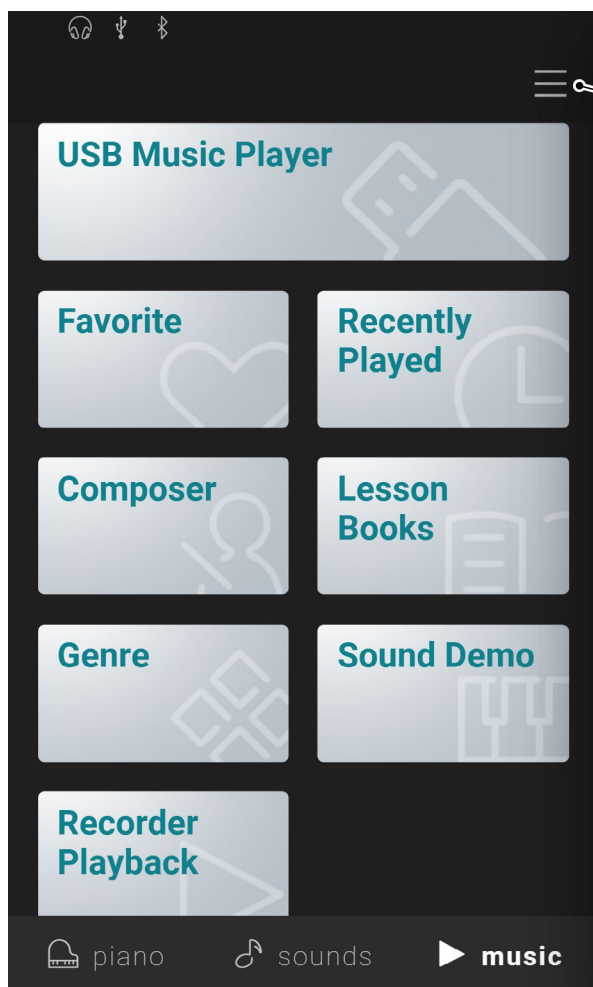 USB Music Player
Favorite
Recently
Played
Composer
Lesson
Books
Genre
Sound Demo
Recorder
Playback
piano
sounds
music